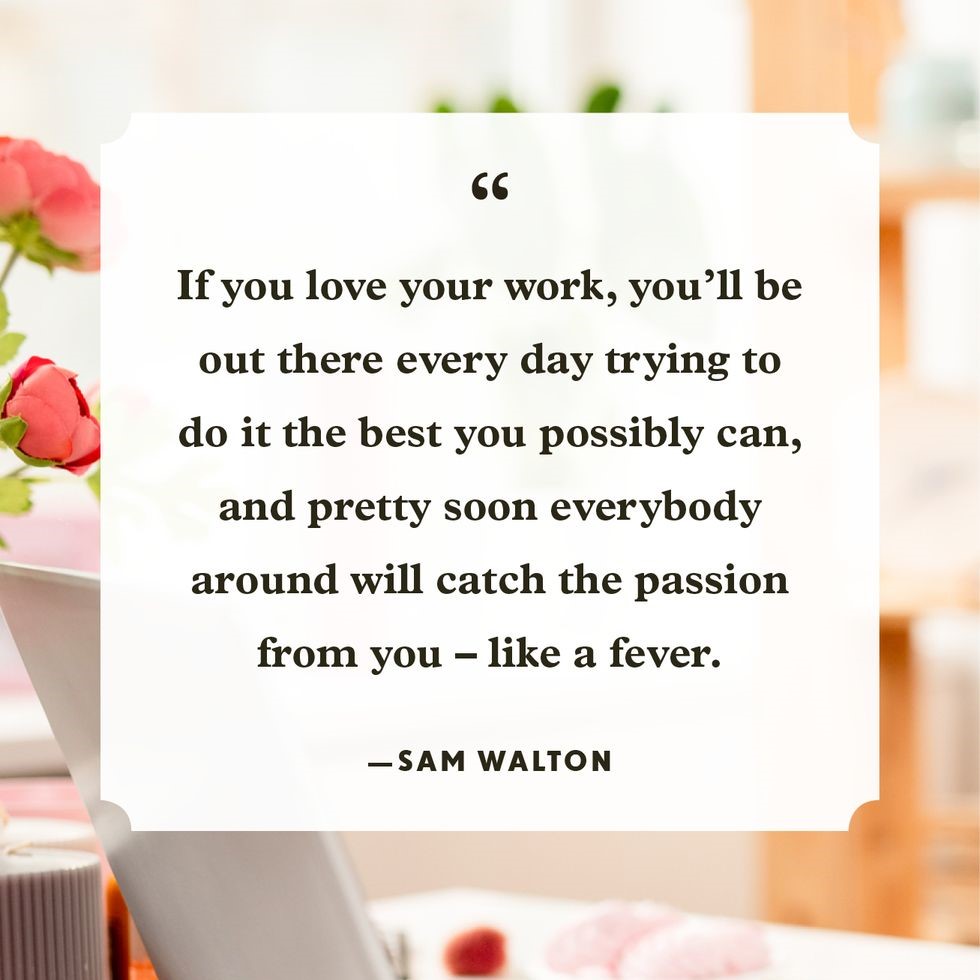 “
If you love your work, you’ll be
out there every day trying to
do it the best you possibly can,
and pretty soon everybody
around will catch the passion
from you – like a fever.
—SAM WALTON